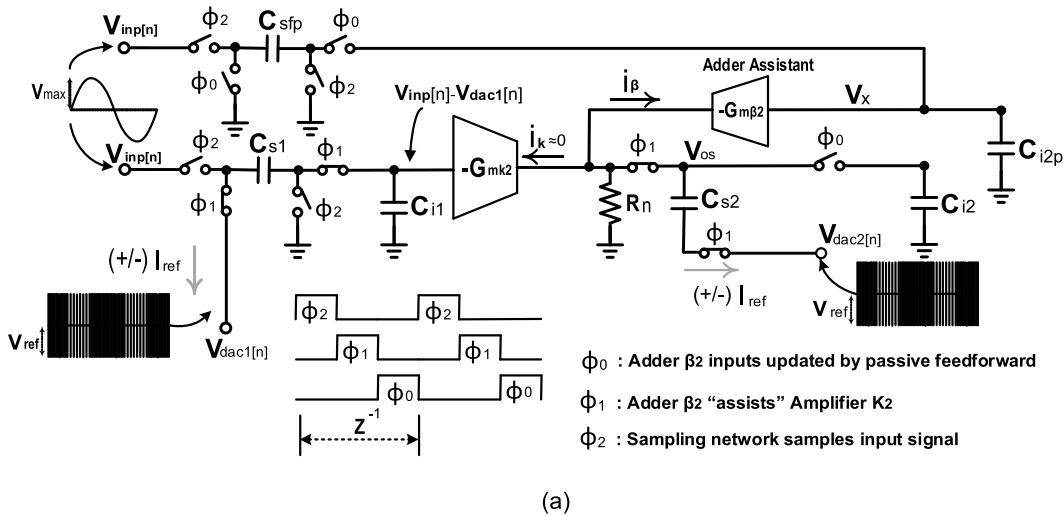 Vinp[n] ϕ2 Csfp ϕ0
Adder Assistant
Vmax ϕ0 ϕ2 Vinp[n]-Vdac1[n] iβ -Gmβ2 Vx
Vinp[n] ϕ2 Cs1 ϕ1 -Gmk2 ik≈0 ϕ1 Vos ϕ0 Ci2p
ϕ1 ϕ2 Ci1 Rn Cs2 Ci2
ϕ1 Vdac2[n]
(+/-) Iref
(+/-) Iref
Vref
Vref
Vdac1[n]
ϕ2 ϕ2
ϕ1 ϕ1
ϕ0 ϕ0
Z-1
ϕ0 : Adder β2 inputs updated by passive feedforward
ϕ1 : Adder β2 “assists” Amplifier K2
ϕ2 : Sampling network samples input signal
(a)